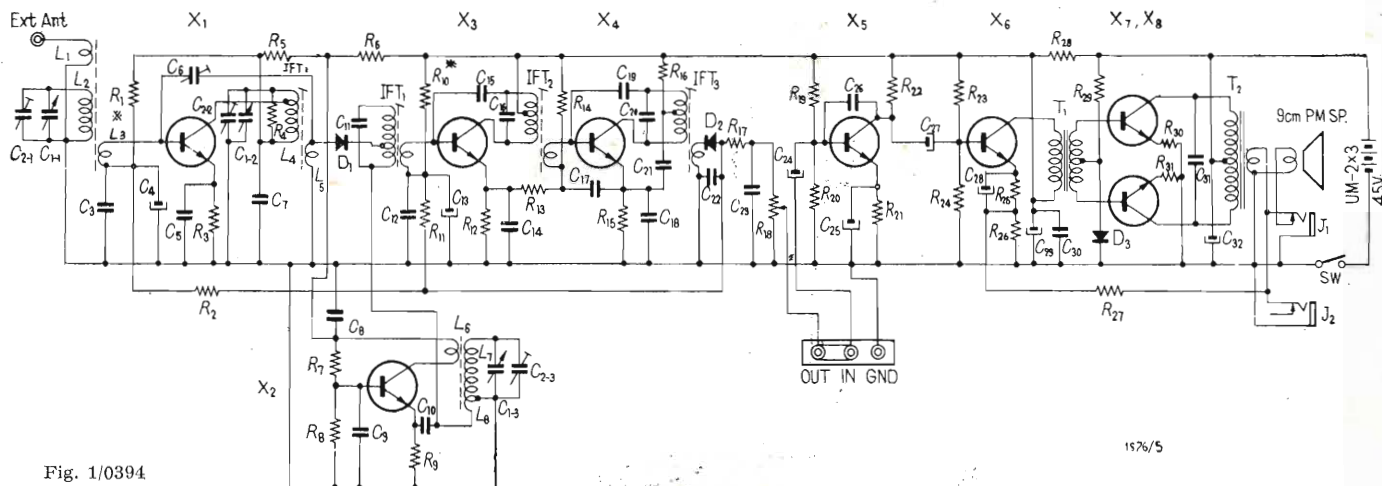 Ext Ant
X₁
X₃
X₄
X₅
X₆
X₇, X₈
L₁
L₂
L₃
C₂₋₁
C₁₋₁
C₃
R₁
*
C₄
C₅
R₃
C₆
R₅
R₆
IFT₁
C₁₋₂
C₇
L₄
L₅
D₁
C₁₁
IFT₁
R₁₀
*
C₁₅
C₁₆
IFT₂
C₁₂
R₁₁
C₁₃
R₁₂
C₁₄
R₁₃
R₁₄
C₁₇
R₁₅
C₁₈
C₁₉
R₁₆
C₂₁
IFT₃
D₂
R₁₇
C₂₂
C₂₃
R₁₈
C₂₄
R₁₉
R₂₀
C₂₅
C₂₆
R₂₁
R₂₂
C₂₇
R₂₃
R₂₄
C₂₈
R₂₅
R₂₆
C₂₉
C₃₀
R₂₈
T₁
R₂₉
D₃
R₃₀
R₃₁
C₃₁
C₃₂
T₂
9cm PM SP.
UM-2×3
4.5V
J₁
SW
J₂
R₂
R₂₇
OUT IN GND
X₂
C₈
R₇
R₈
C₉
C₁₀
R₉
L₆
L₇
L₈
C₂₋₃
C₁₋₃
1576/5
Fig. 1/0394